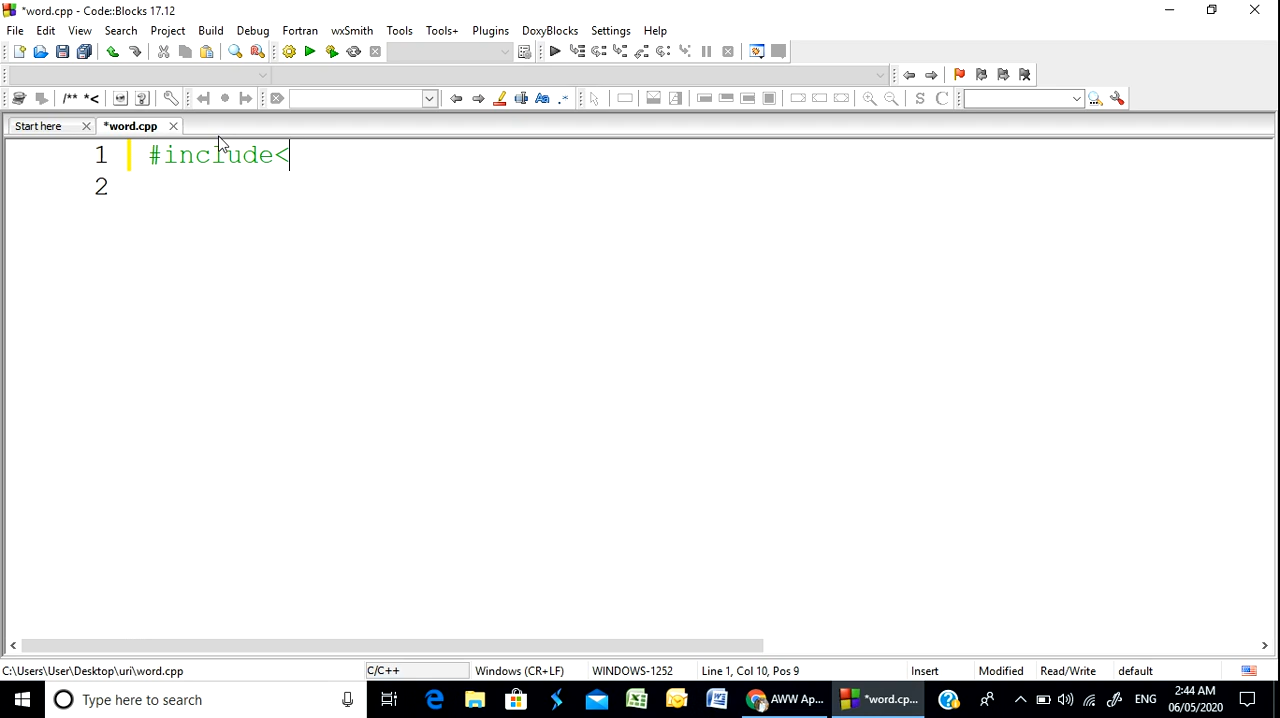 *word.cpp - Code::Blocks 17.12
File Edit View Search Project Build Debug Fortran wxSmith Tools Tools+ Plugins DoxyBlocks Settings Help
/** *<
Aa .*
S C
Start here *word.cpp
1 #include<
2
C:\Users\User\Desktop\uri\word.cpp C/C++ Windows (CR+LF) WINDOWS-1252 Line 1, Col 10, Pos 9 Insert Modified Read/Write default
Type here to search AWW Ap... *word.cp... ENG 2:44 AM
06/05/2020